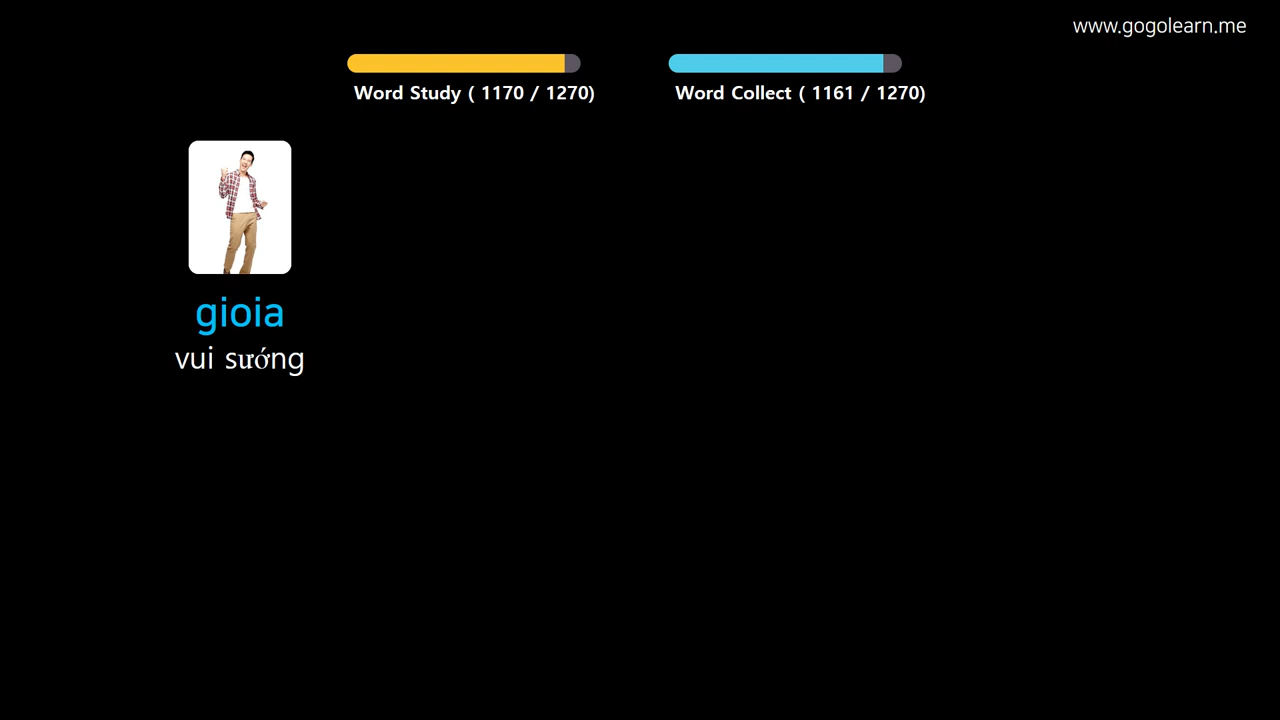 www.gogolearn.me
Word Study ( 1170 / 1270)
Word Collect ( 1161 / 1270)
gioia
vui sướng